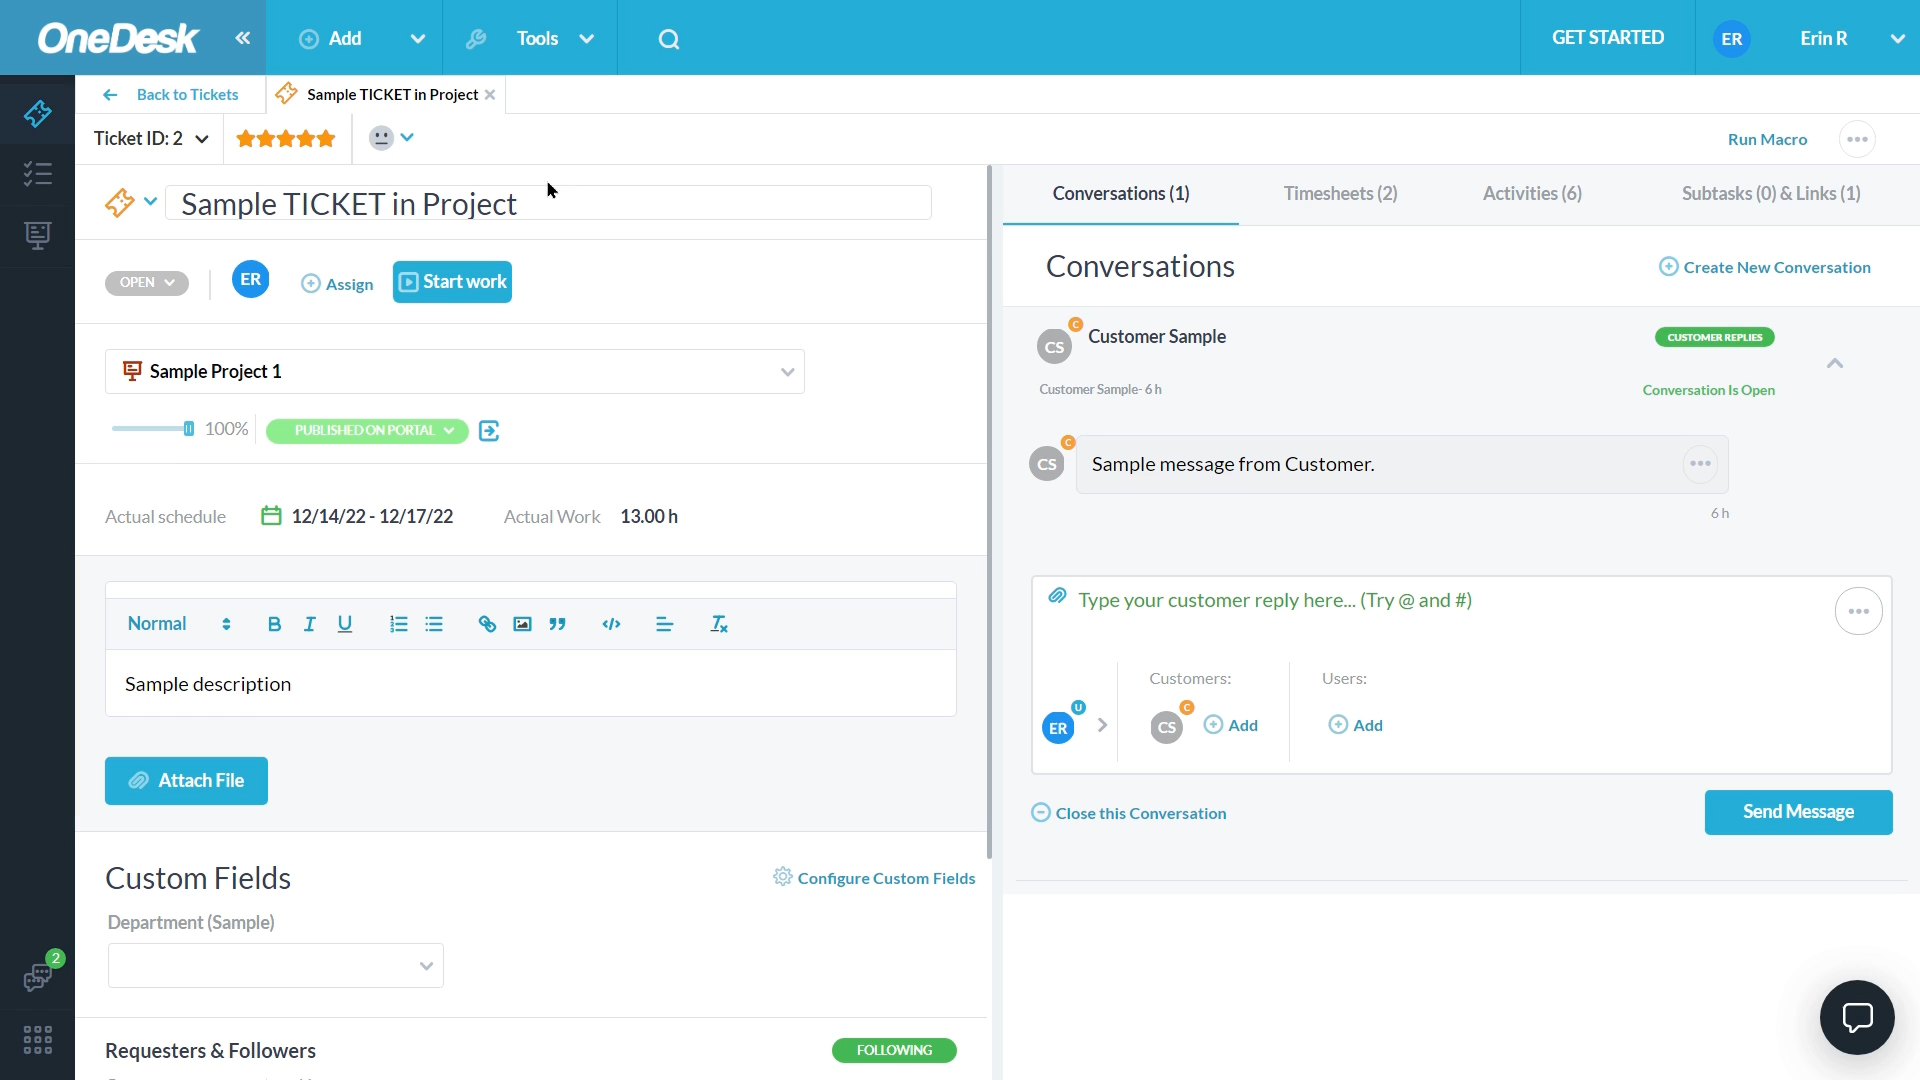 OneDesk
Add
Tools
GET STARTED
ER
Erin R
Back to Tickets
Sample TICKET in Project
Ticket ID: 2
Run Macro
Sample TICKET in Project
OPEN
ER
Assign
Start work
Sample Project 1
100%
PUBLISHED ON PORTAL
Actual schedule
12/14/22 - 12/17/22
Actual Work
13.00 h
Normal
B I U
Sample description
Attach File
Custom Fields
Configure Custom Fields
Department (Sample)
2
Requesters & Followers
FOLLOWING
Conversations (1)
Timesheets (2)
Activities (6)
Subtasks (0) & Links (1)
Conversations
Create New Conversation
C
CS
Customer Sample
CUSTOMER REPLIES
Customer Sample- 6 h
Conversation Is Open
C
CS
Sample message from Customer.
6 h
Type your customer reply here... (Try @ and #)
Customers:
Users:
U
ER
C
CS
Add
Add
Close this Conversation
Send Message